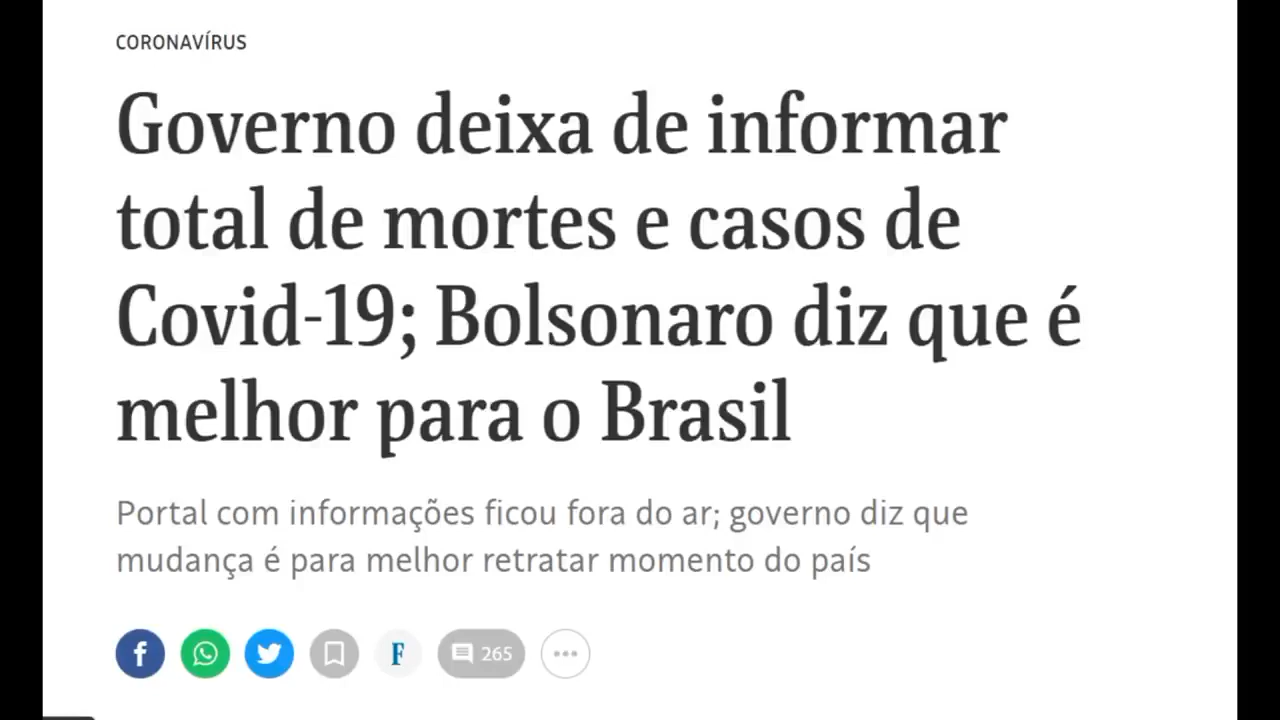 CORONAVÍRUS
Governo deixa de informar
total de mortes e casos de
Covid-19; Bolsonaro diz que é
melhor para o Brasil
Portal com informações ficou fora do ar; governo diz que
mudança é para melhor retratar momento do país
F
265